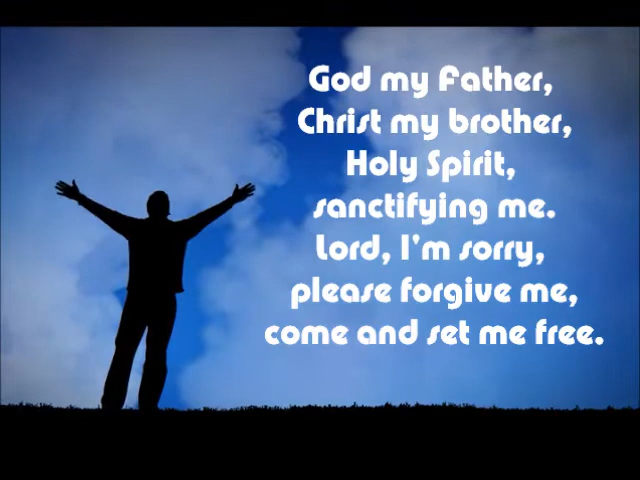 God my Father,
Christ my brother,
Holy Spirit,
sanctifying me.
Lord, I'm sorry,
please forgive me,
come and set me free.